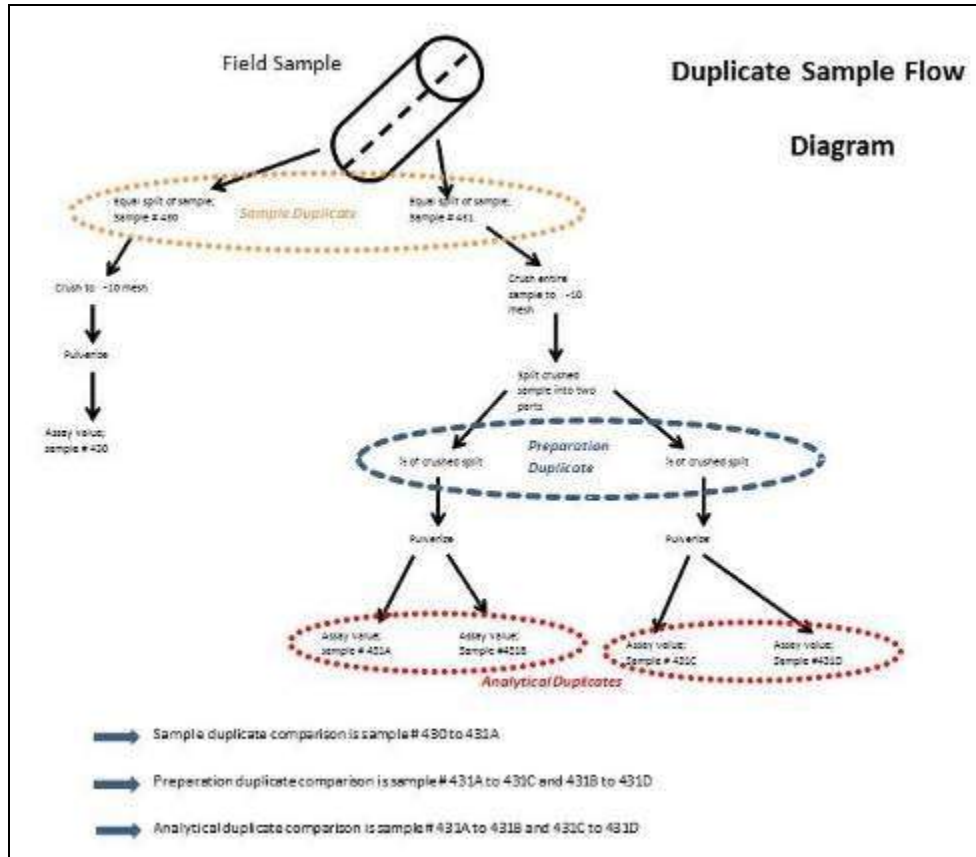 Field Sample
Duplicate Sample Flow
Diagram
Equal split of sample;
Sample # 430
Sample Duplicate
Equal split of sample;
Sample # 431
Crush to -10 mesh
Crush entire
sample to -10
mesh
Pulverize
Split crushed
sample into two
parts
Assay value;
sample # 430
Preparation
Duplicate
½ of crushed split
½ of crushed split
Pulverize
Pulverize
Assay value;
sample # 431A
Assay value;
Sample #431B
Assay value;
Sample # 431C
Assay value;
Sample #431D
Analytical Duplicates
Sample duplicate comparison is sample # 430 to 431A
Preperation duplicate comparison is sample # 431A to 431C and 431B to 431D
Analytical duplicate comparison is sample # 431A to 431B and 431C to 431D